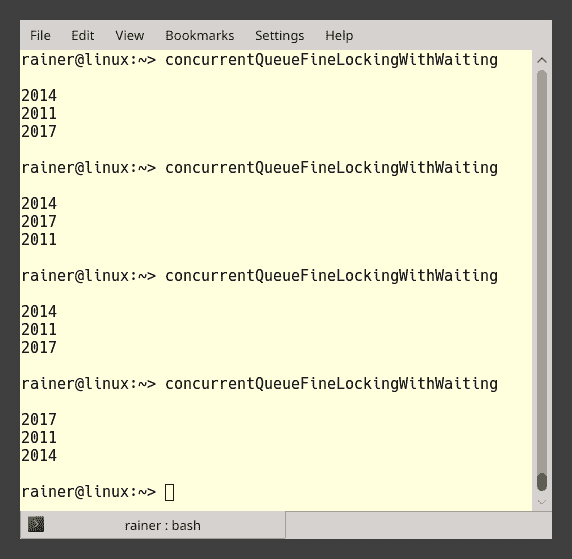 File Edit View Bookmarks Settings Help
rainer@linux:~> concurrentQueueFineLockingWithWaiting
2014
2011
2017
rainer@linux:~> concurrentQueueFineLockingWithWaiting
2014
2017
2011
rainer@linux:~> concurrentQueueFineLockingWithWaiting
2014
2011
2017
rainer@linux:~> concurrentQueueFineLockingWithWaiting
2017
2011
2014
rainer@linux:~>
rainer : bash